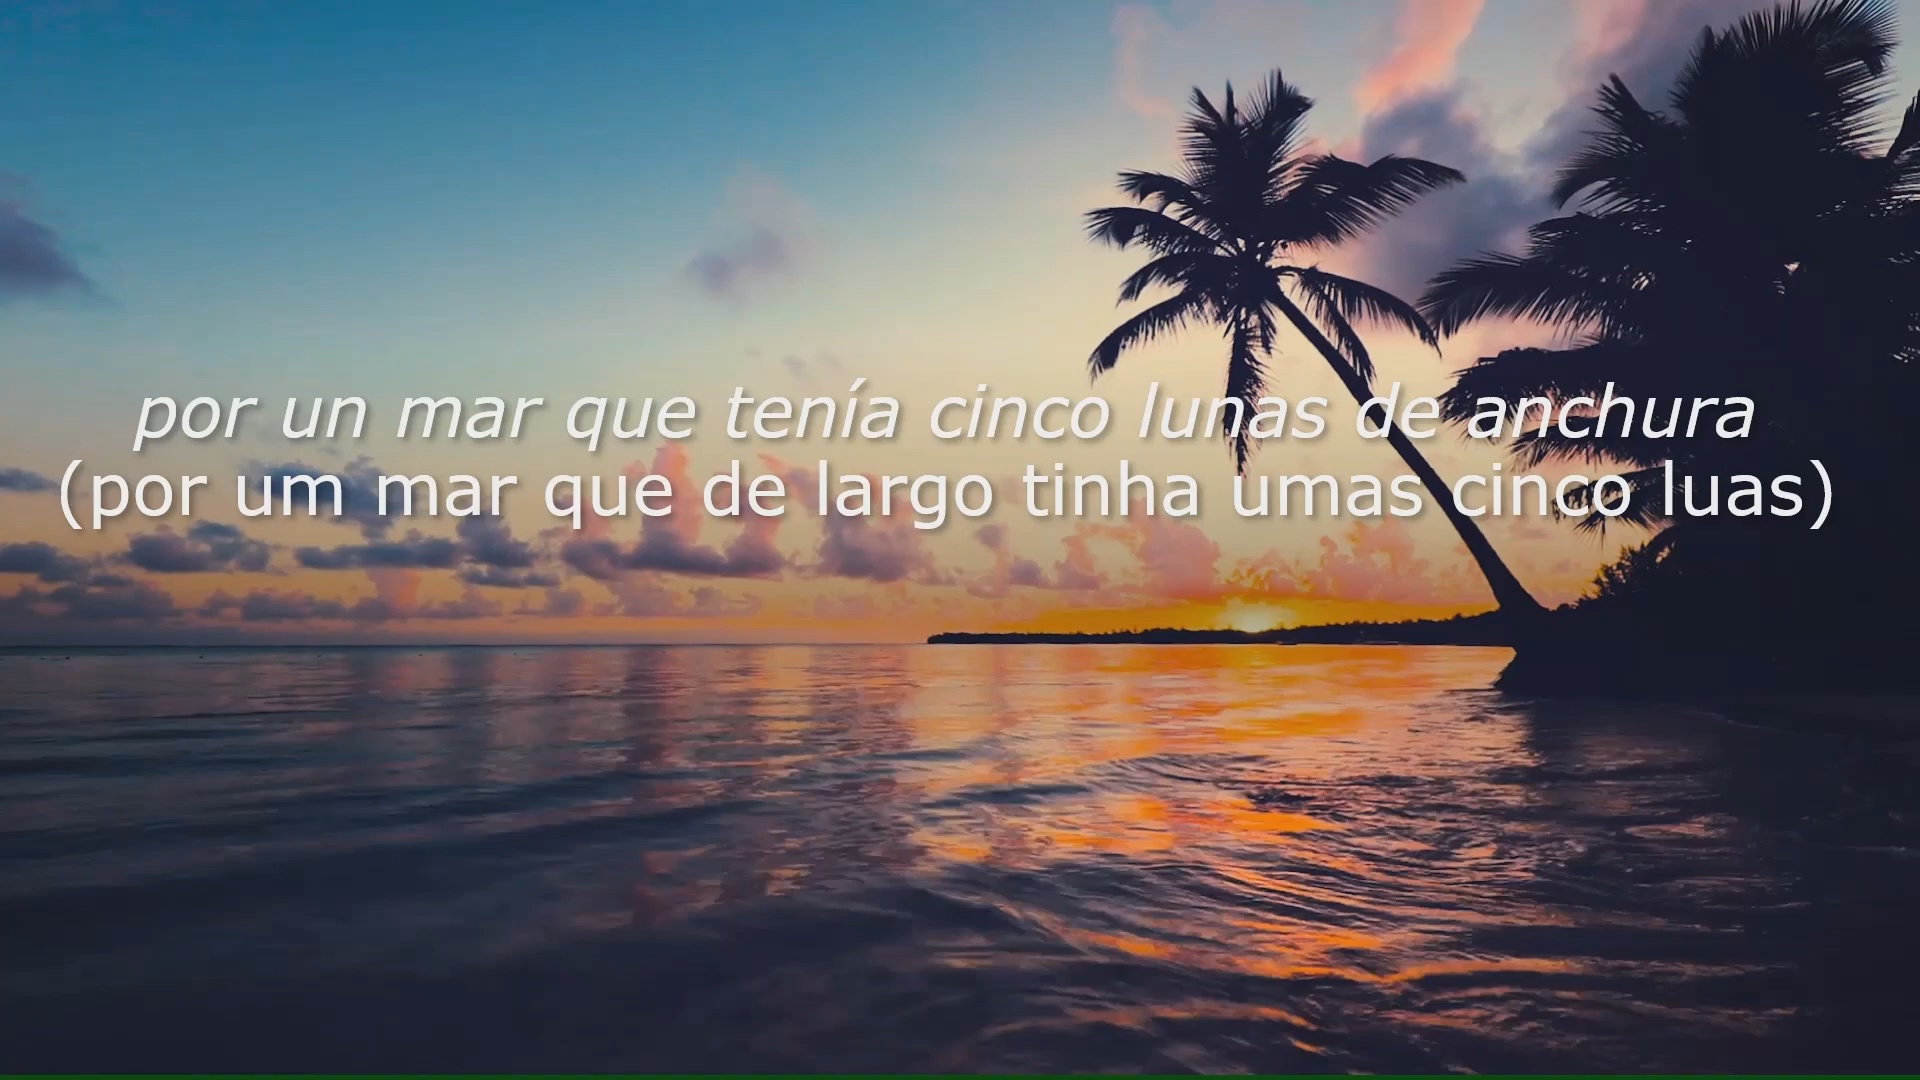 por un mar que tenía cinco lunas de anchura
(por um mar que de largo tinha umas cinco luas)